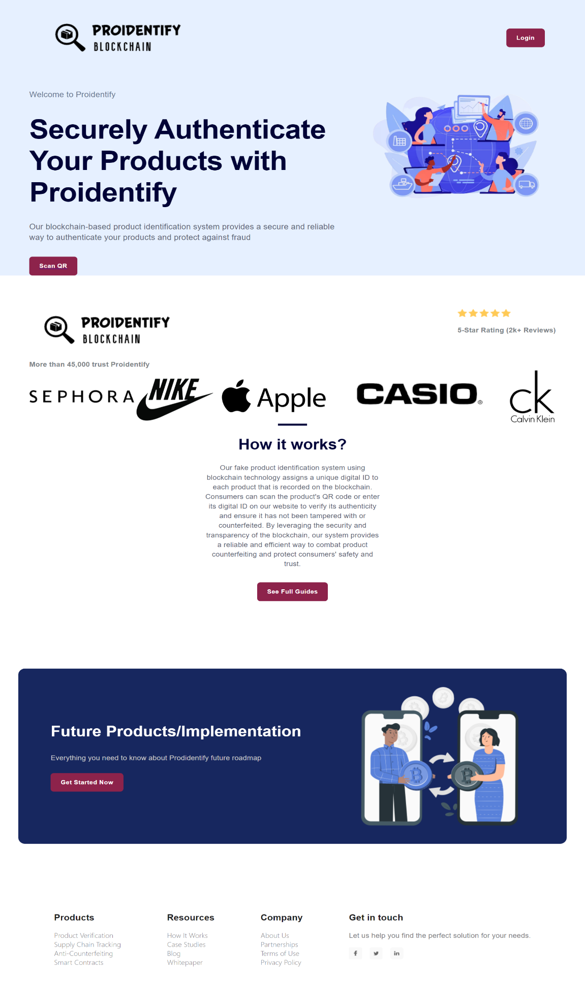 PROIDENTIFY
BLOCKCHAIN
Login
Welcome to Proidentify
Securely Authenticate
Your Products with
Proidentify
Our blockchain-based product identification system provides a secure and reliable
way to authenticate your products and protect against fraud
Scan QR
PROIDENTIFY
BLOCKCHAIN
5-Star Rating (2k+ Reviews)
More than 45,000 trust Proidentify
SEPHORA
NIKE
Apple
CASIO®
ck
Calvin Klein
How it works?
Our fake product identification system using
blockchain technology assigns a unique digital ID to
each product that is recorded on the blockchain.
Consumers can scan the product's QR code or enter
its digital ID on our website to verify its authenticity
and ensure it has not been tampered with or
counterfeited. By leveraging the security and
transparency of the blockchain, our system provides
a reliable and efficient way to combat product
counterfeiting and protect consumers' safety and
trust.
See Full Guides
Future Products/Implementation
Everything you need to know about Prodidentify future roadmap
Get Started Now
Products
Product Verification
Supply Chain Tracking
Anti-Counterfeiting
Smart Contracts
Resources
How It Works
Case Studies
Blog
Whitepaper
Company
About Us
Partnerships
Terms of Use
Privacy Policy
Get in touch
Let us help you find the perfect solution for your needs.